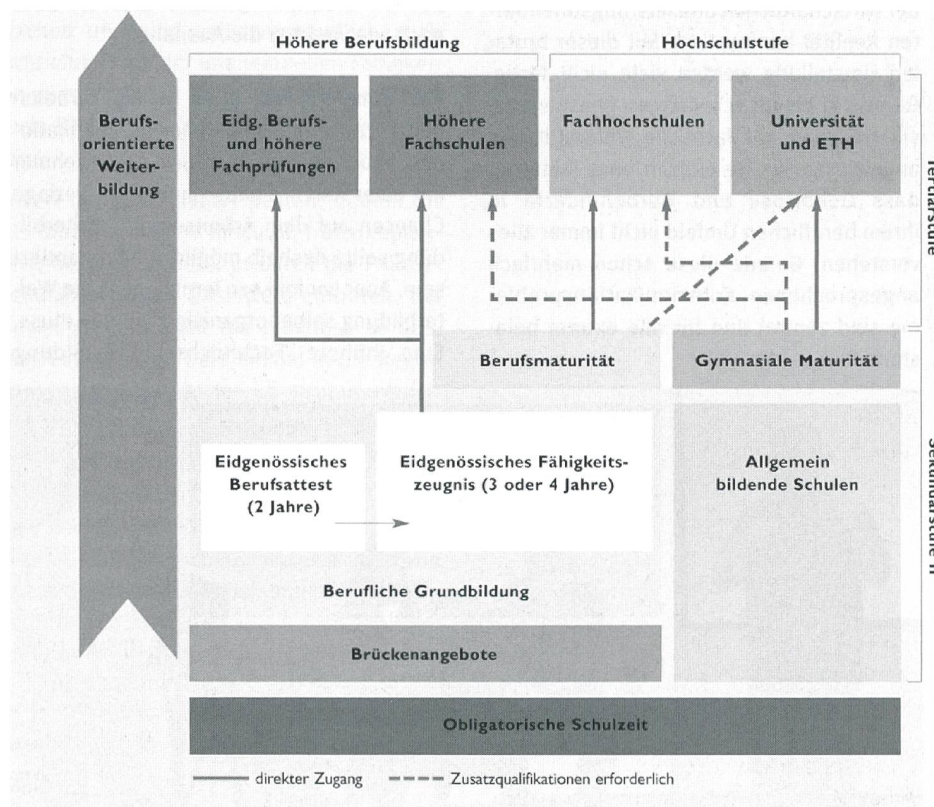 Höhere Berufsbildung
Hochschulstufe
Berufs-
orientierte
Weiter-
bildung
Eidg. Berufs-
und höhere
Fachprüfungen
Höhere
Fachschulen
Fachhochschulen
Universität
und ETH
Tertiärstufe
Berufsmaturität
Gymnasiale Maturität
Eidgenössisches
Berufsattest
(2 Jahre)
Eidgenössisches Fähigkeits-
zeugnis (3 oder 4 Jahre)
Allgemein
bildende Schulen
Sekundarstufe II
Berufliche Grundbildung
Brückenangebote
Obligatorische Schulzeit
direkter Zugang
Zusatzqualifikationen erforderlich